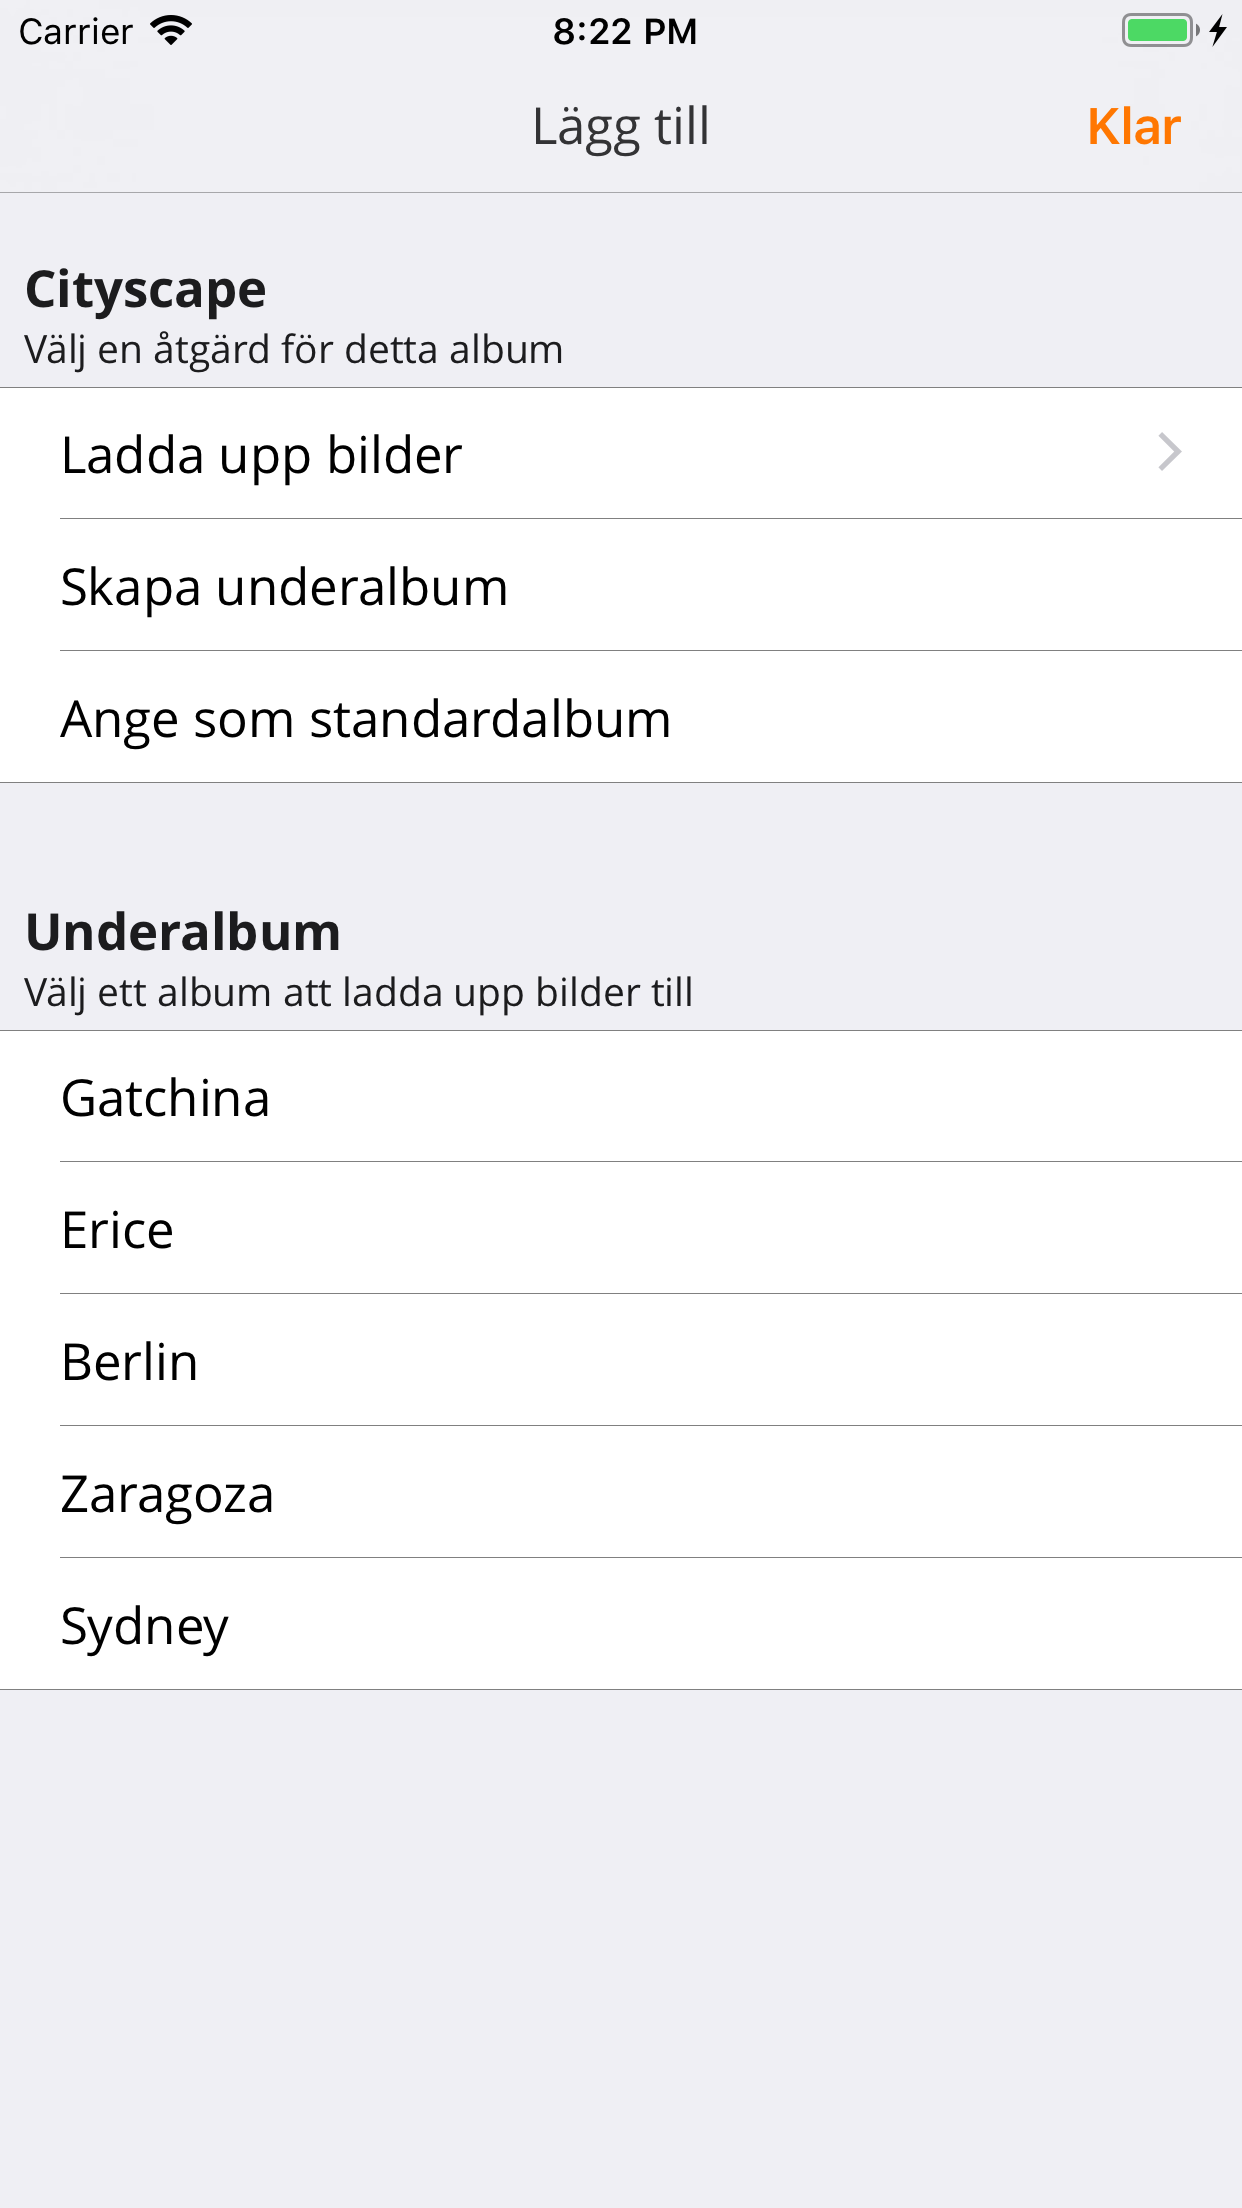 Carrier 8:22 PM
Lägg till Klar
Cityscape
Välj en åtgärd för detta album
Ladda upp bilder
Skapa underalbum
Ange som standardalbum
Underalbum
Välj ett album att ladda upp bilder till
Gatchina
Erice
Berlin
Zaragoza
Sydney